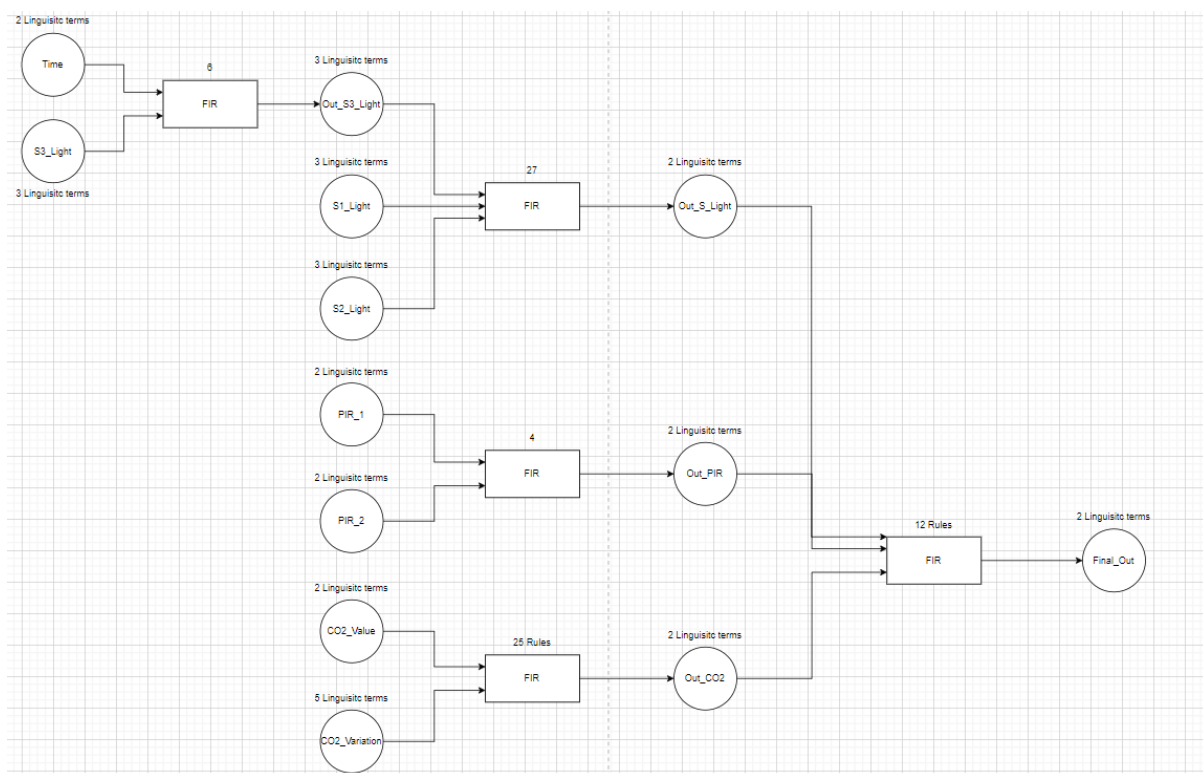 2 Linguisitc terms
Time
6
FIR
S3_Light
3 Linguisitc terms
3 Linguisitc terms
Out_S3_Light
3 Linguisitc terms
S1_Light
27
FIR
2 Linguisitc terms
Out_S_Light
3 Linguisitc terms
S2_Light
2 Linguisitc terms
PIR_1
4
FIR
2 Linguisitc terms
Out_PIR
2 Linguisitc terms
PIR_2
12 Rules
FIR
2 Linguisitc terms
Final_Out
2 Linguisitc terms
CO2_Value
25 Rules
FIR
2 Linguisitc terms
Out_CO2
5 Linguisitc terms
CO2_Variation